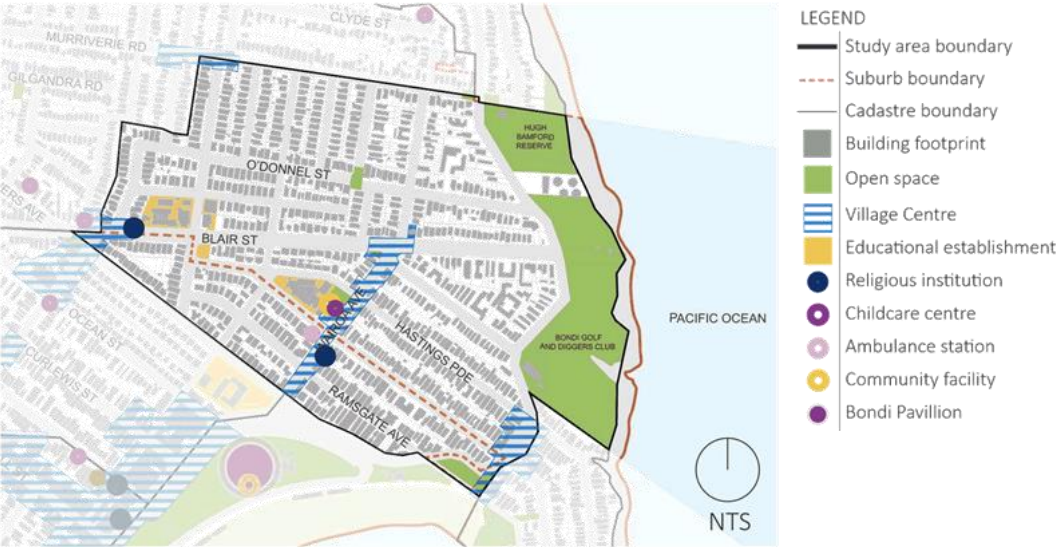 CLYDE ST
MURRIVERIE RD
GILGANDRA RD
HUGH
BAMFORD
RESERVE
O'DONNEL ST
ERS AVE
BLAIR ST
PACIFIC OCEAN
HASTINGS PDE
BONDI GOLF
AND DIGGERS CLUB
CURLEWIS ST
RAMSGATE AVE
NTS
LEGEND
Study area boundary
Suburb boundary
Cadastre boundary
Building footprint
Open space
Village Centre
Educational establishment
Religious institution
Childcare centre
Ambulance station
Community facility
Bondi Pavillion